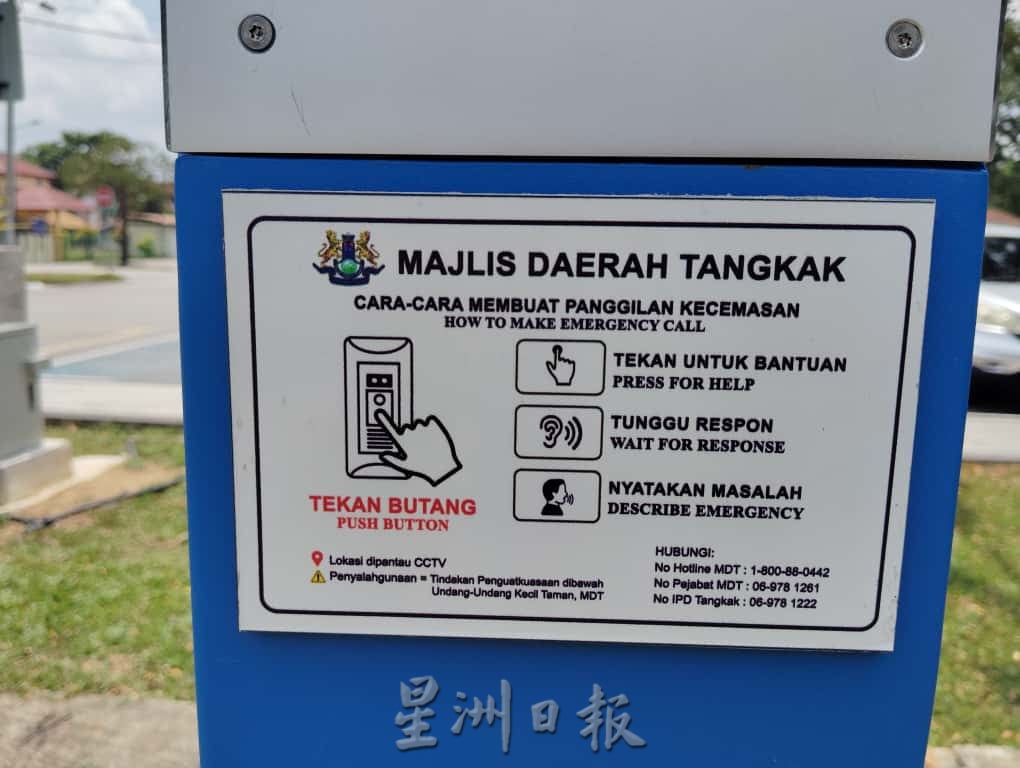 MAJLIS DAERAH TANGKAK
CARA-CARA MEMBUAT PANGGILAN KECEMASAN
HOW TO MAKE EMERGENCY CALL
TEKAN UNTUK BANTUAN
PRESS FOR HELP
TUNGGU RESPON
WAIT FOR RESPONSE
NYATAKAN MASALAH
DESCRIBE EMERGENCY
TEKAN BUTANG
PUSH BUTTON
Lokasi dipantau CCTV
Penyalahgunaan = Tindakan Penguatkuasaan dibawah
Undang-Undang Kecil Taman, MDT
HUBUNGI:
No Hotline MDT : 1-800-88-0442
No Pejabat MDT : 06-978 1261
No IPD Tangkak : 06-978 1222
星洲日报